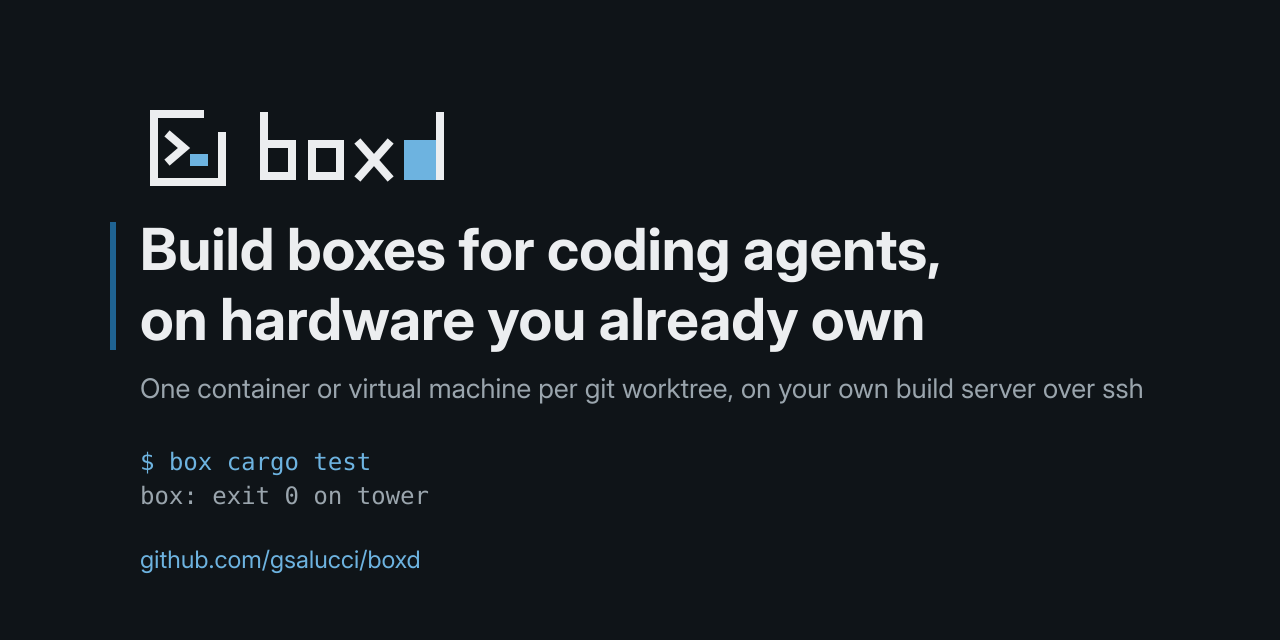 boxd
Build boxes for coding agents,
on hardware you already own
One container or virtual machine per git worktree, on your own build server over ssh
$ box cargo test
box: exit 0 on tower
github.com/gsalucci/boxd